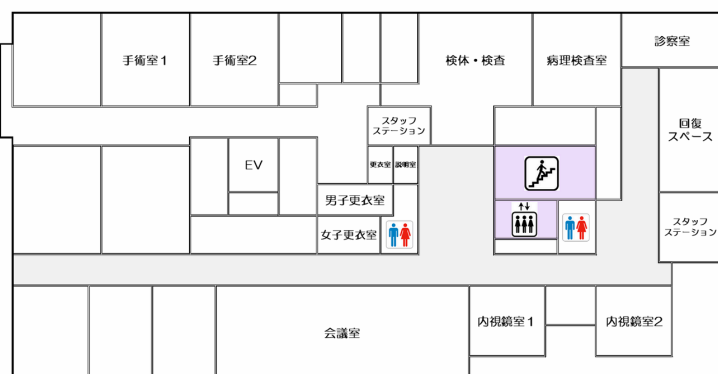 診察室
手術室1
手術室2
検体・検査
病理検査室
スタッフ
ステーション
回復
スペース
EV
更衣室
説明室
男子更衣室
女子更衣室
スタッフ
ステーション
内視鏡室1
内視鏡室2
会議室